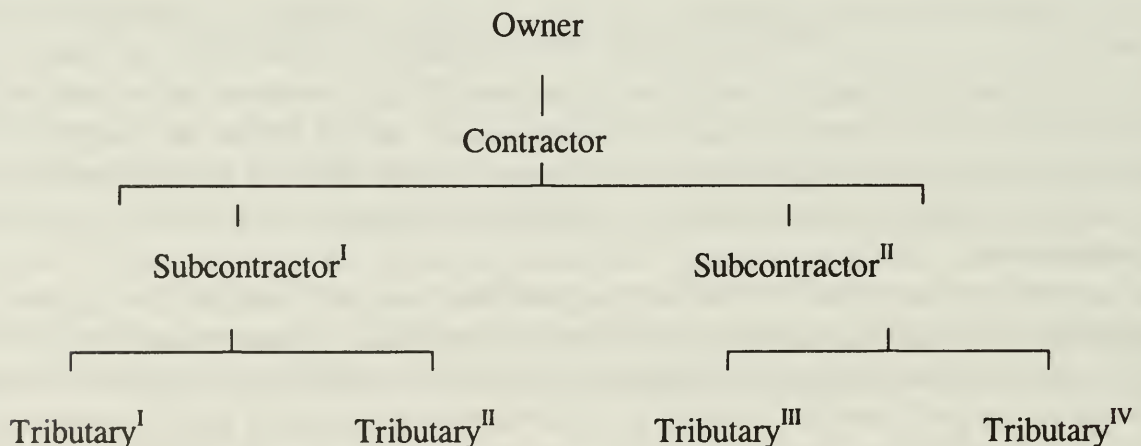 Owner
Contractor
Subcontractor^I Subcontractor^II
Tributary^I Tributary^II Tributary^III Tributary^IV